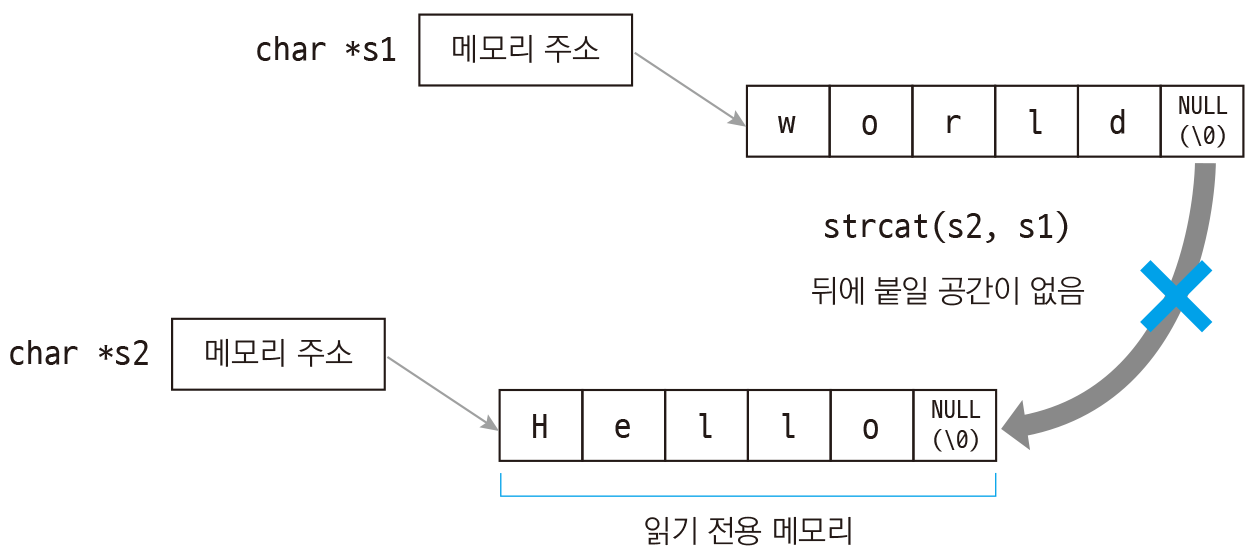 char *s1 메모리 주소
w o r l d NULL (\0)
strcat(s2, s1)
뒤에 붙일 공간이 없음
char *s2 메모리 주소
H e l l o NULL (\0)
읽기 전용 메모리